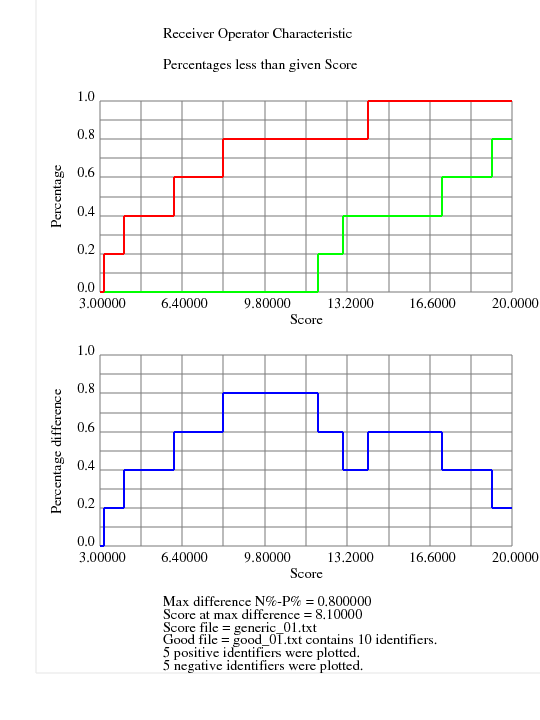 Receiver Operator Characteristic
Percentages less than given Score
1.0
0.8
0.6
0.4
0.2
0.0
Percentage
3.00000 6.40000 9.80000 13.2000 16.6000 20.0000
Score
1.0
0.8
0.6
0.4
0.2
0.0
Percentage difference
3.00000 6.40000 9.80000 13.2000 16.6000 20.0000
Score
Max difference N%-P% = 0.800000
Score at max difference = 8.10000
Score file = generic_01.txt
Good file = good_01.txt contains 10 identifiers.
5 positive identifiers were plotted.
5 negative identifiers were plotted.